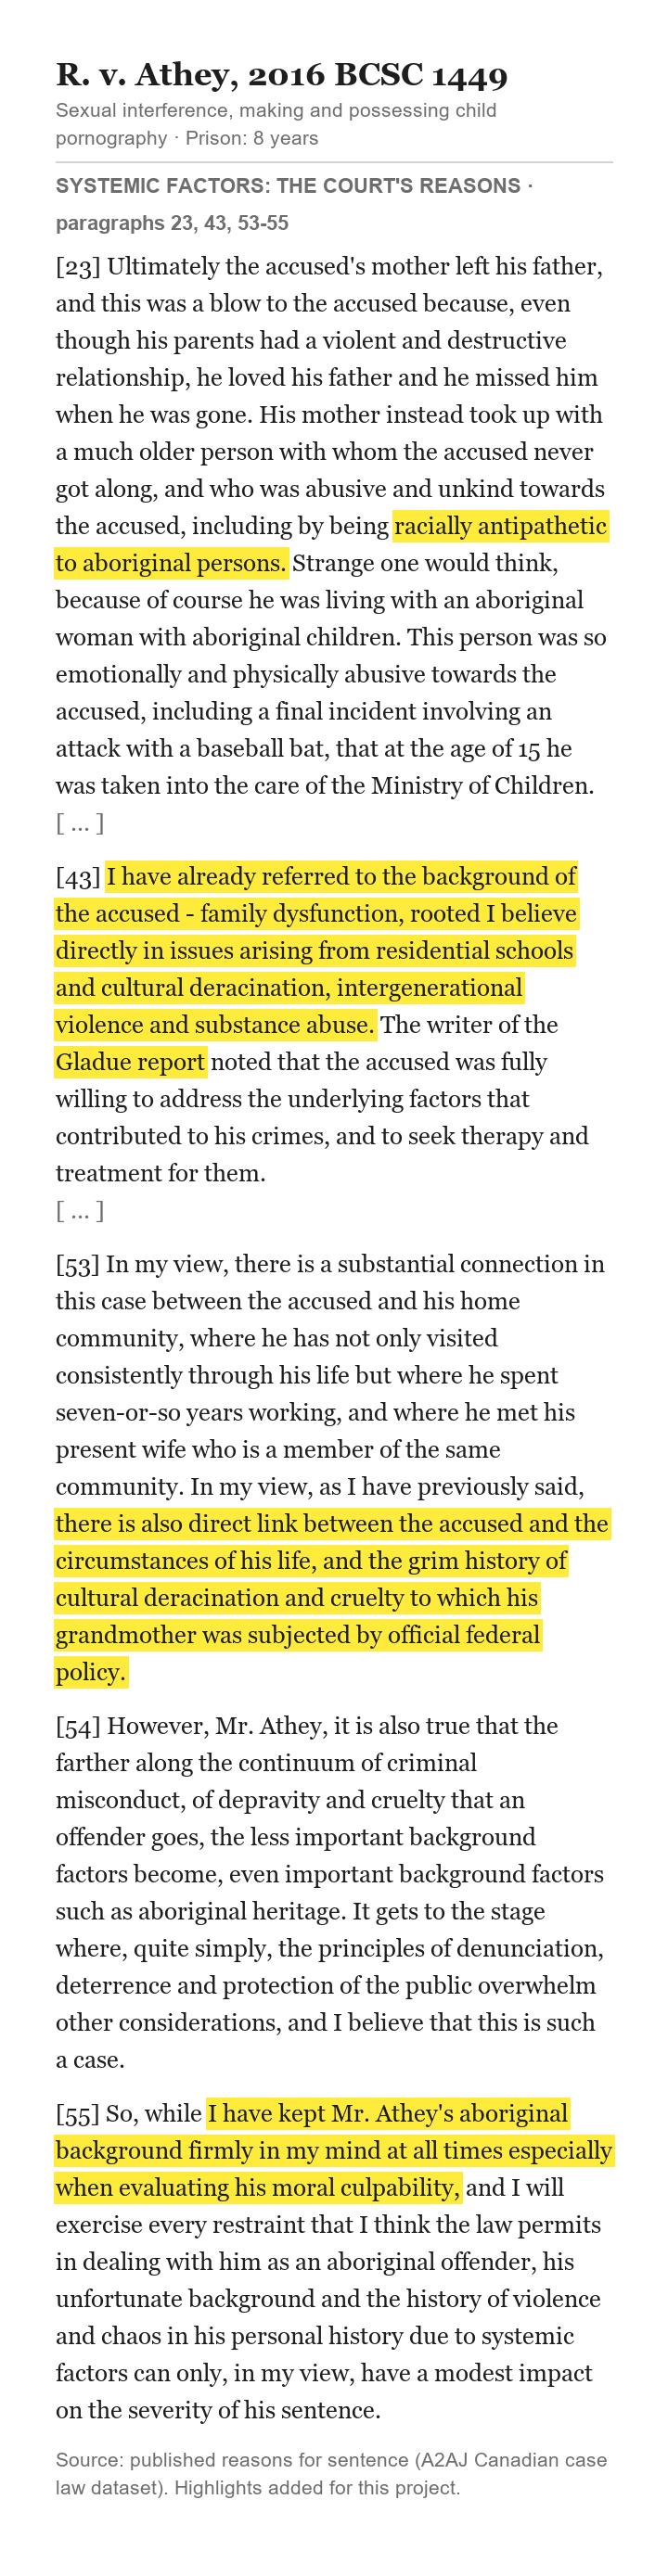 R. v. Athey, 2016 BCSC 1449
Sexual interference, making and possessing child
pornography · Prison: 8 years
SYSTEMIC FACTORS: THE COURT'S REASONS ·
paragraphs 23, 43, 53-55
[23] Ultimately the accused's mother left his father,
and this was a blow to the accused because, even
though his parents had a violent and destructive
relationship, he loved his father and he missed him
when he was gone. His mother instead took up with
a much older person with whom the accused never
got along, and who was abusive and unkind towards
the accused, including by being racially antipathetic
to aboriginal persons. Strange one would think,
because of course he was living with an aboriginal
woman with aboriginal children. This person was so
emotionally and physically abusive towards the
accused, including a final incident involving an
attack with a baseball bat, that at the age of 15 he
was taken into the care of the Ministry of Children.
[ ... ]
[43] I have already referred to the background of
the accused - family dysfunction, rooted I believe
directly in issues arising from residential schools
and cultural deracination, intergenerational
violence and substance abuse. The writer of the
Gladue report noted that the accused was fully
willing to address the underlying factors that
contributed to his crimes, and to seek therapy and
treatment for them.
[ ... ]
[53] In my view, there is a substantial connection in
this case between the accused and his home
community, where he has not only visited
consistently through his life but where he spent
seven-or-so years working, and where he met his
present wife who is a member of the same
community. In my view, as I have previously said,
there is also direct link between the accused and the
circumstances of his life, and the grim history of
cultural deracination and cruelty to which his
grandmother was subjected by official federal
policy.
[54] However, Mr. Athey, it is also true that the
farther along the continuum of criminal
misconduct, of depravity and cruelty that an
offender goes, the less important background
factors become, even important background factors
such as aboriginal heritage. It gets to the stage
where, quite simply, the principles of denunciation,
deterrence and protection of the public overwhelm
other considerations, and I believe that this is such
a case.
[55] So, while I have kept Mr. Athey's aboriginal
background firmly in my mind at all times especially
when evaluating his moral culpability, and I will
exercise every restraint that I think the law permits
in dealing with him as an aboriginal offender, his
unfortunate background and the history of violence
and chaos in his personal history due to systemic
factors can only, in my view, have a modest impact
on the severity of his sentence.
Source: published reasons for sentence (A2AJ Canadian case
law dataset). Highlights added for this project.